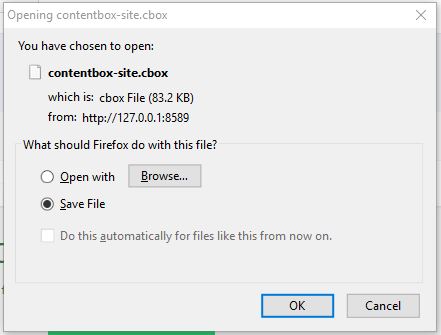 Opening contentbox-site.cbox
You have chosen to open:
contentbox-site.cbox
which is: cbox File (83.2 KB)
from: http://127.0.0.1:8589
What should Firefox do with this file?
Open with Browse...
Save File
Do this automatically for files like this from now on.
OK Cancel